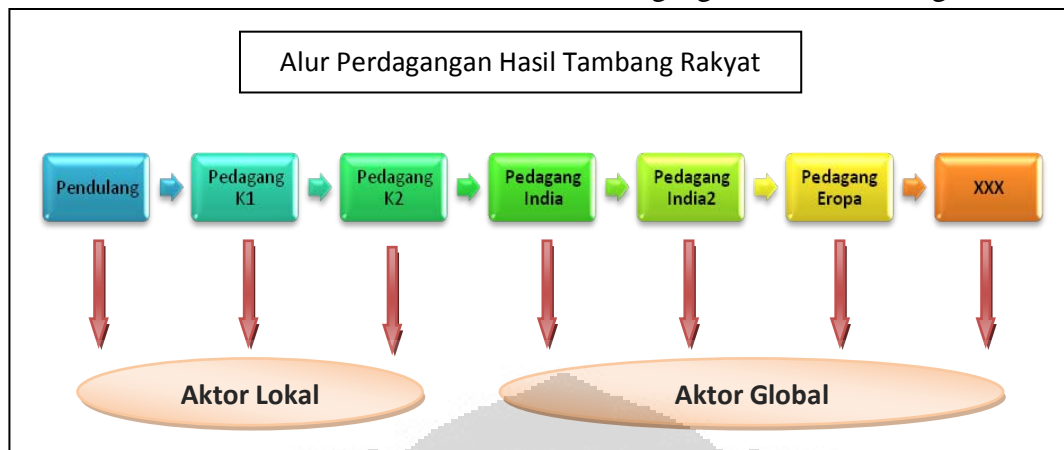 Alur Perdagangan Hasil Tambang Rakyat
Pendulang
Pedagang
K1
Pedagang
K2
Pedagang
India
Pedagang
India2
Pedagang
Eropa
XXX
Aktor Lokal
Aktor Global